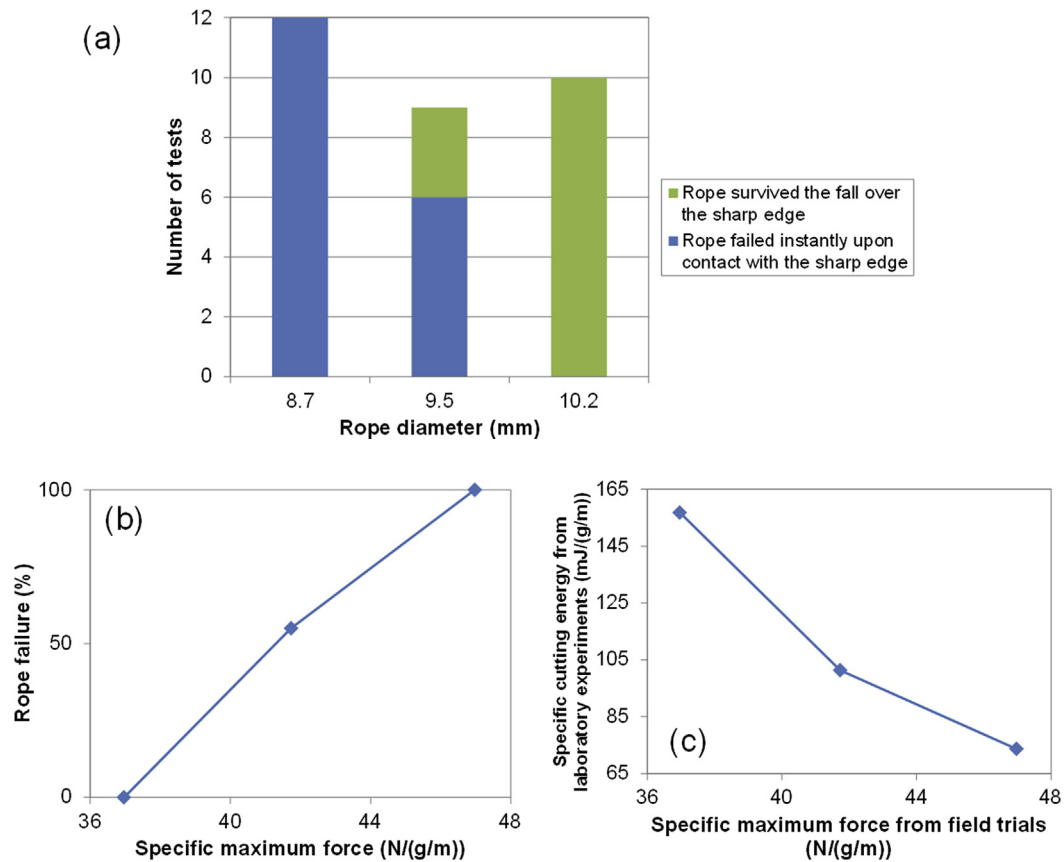 (a)
Number of tests
12
10
8
6
4
2
0
8.7 9.5 10.2
Rope diameter (mm)
Rope survived the fall over
the sharp edge
Rope failed instantly upon
contact with the sharp edge
(b)
Rope failure (%)
100
50
0
36 40 44 48
Specific maximum force (N/(g/m))
(c)
Specific cutting energy from
laboratory experiments (mJ/(g/m))
165
145
125
105
85
65
36 40 44 48
Specific maximum force from field trials
(N/(g/m))